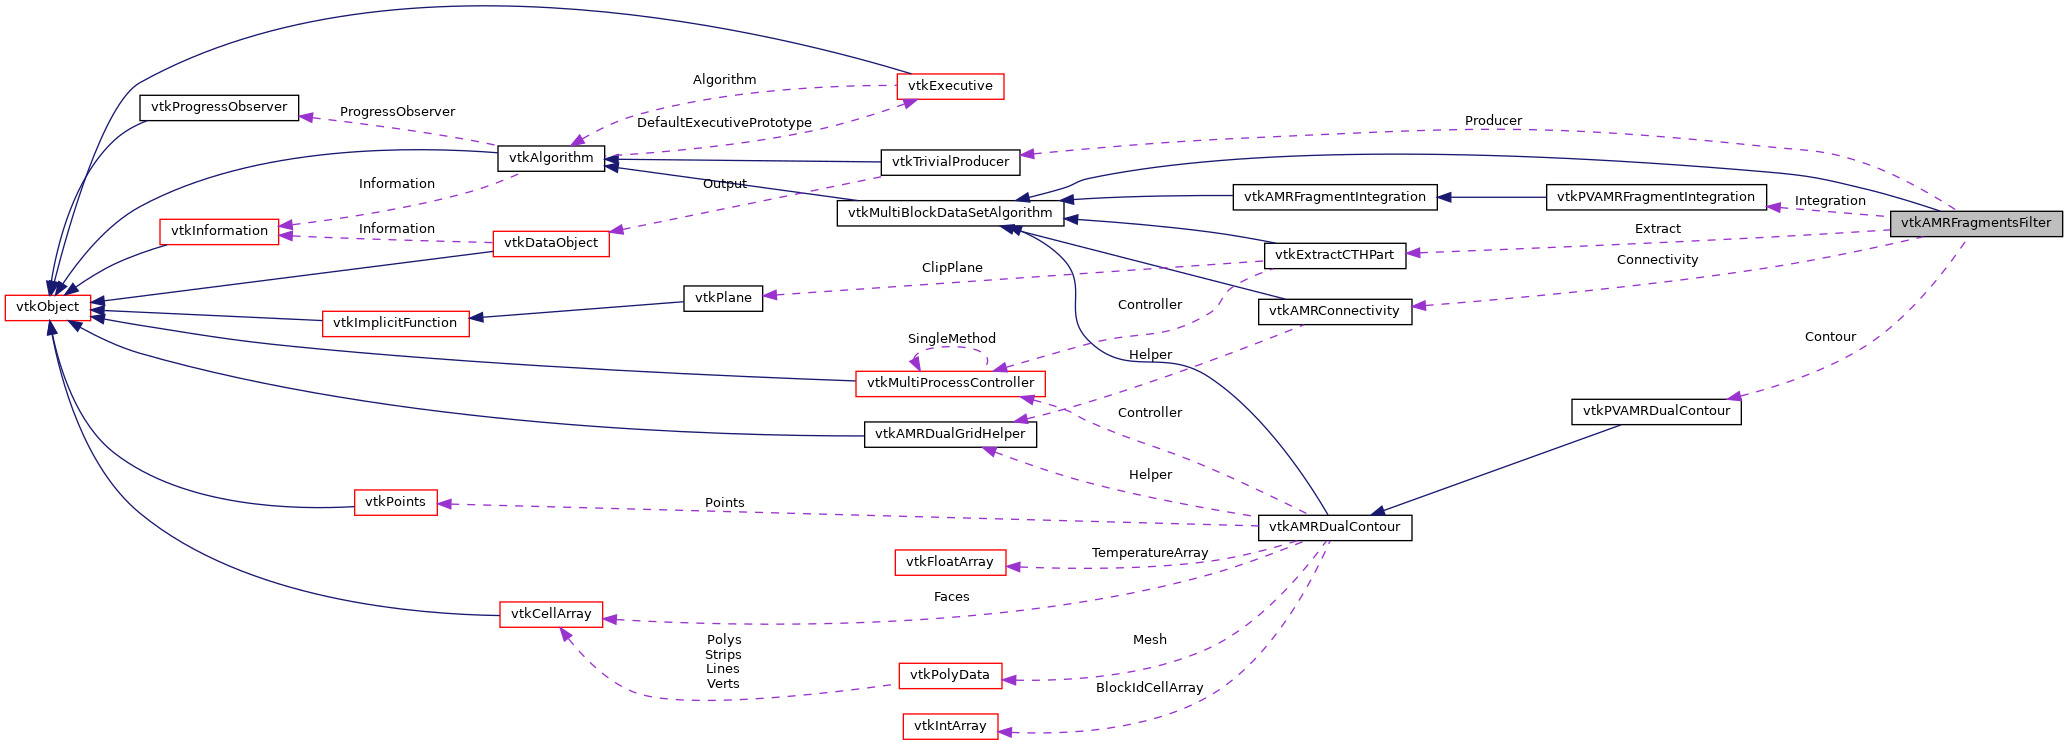 Algorithm
vtkExecutive
vtkProgressObserver
ProgressObserver
DefaultExecutivePrototype
Producer
vtkAlgorithm
vtkTrivialProducer
Information
Output
vtkAMRFragmentIntegration
vtkPVAMRFragmentIntegration
Integration
vtkMultiBlockDataSetAlgorithm
vtkAMRFragmentsFilter
vtkInformation
Information
vtkDataObject
Extract
vtkExtractCTHPart
Connectivity
ClipPlane
vtkPlane
Controller
vtkObject
vtkAMRConnectivity
vtkImplicitFunction
SingleMethod
Contour
Helper
vtkMultiProcessController
Controller
vtkPVAMRDualContour
vtkAMRDualGridHelper
Helper
vtkPoints
Points
vtkAMRDualContour
TemperatureArray
vtkFloatArray
Faces
vtkCellArray
Polys
Strips
Lines
Verts
Mesh
vtkPolyData
BlockIdCellArray
vtkIntArray